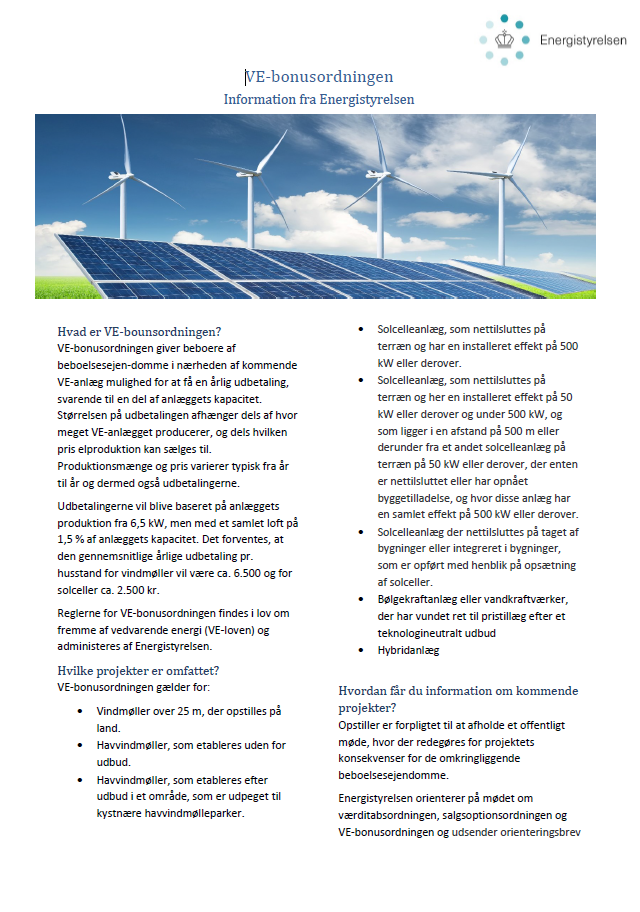 Energistyrelsen
VE-bonusordningen
Information fra Energistyrelsen
Hvad er VE-bounsordningen?
VE-bonusordningen giver beboere af
beboelsesejen-domme i nærheden af kommende
VE-anlæg mulighed for at få en årlig udbetaling,
svarende til en del af anlæggets kapacitet.
Størrelsen på udbetalingen afhænger dels af hvor
meget VE-anlægget producerer, og dels hvilken
pris elproduktion kan sælges til.
Produktionsmængde og pris varierer typisk fra år
til år og dermed også udbetalingerne.
Udbetalingerne vil blive baseret på anlæggets
produktion fra 6,5 kW, men med et samlet loft på
1,5 % af anlæggets kapacitet. Det forventes, at
den gennemsnitlige årlige udbetaling pr.
husstand for vindmøller vil være ca. 6.500 og for
solceller ca. 2.500 kr.
Reglerne for VE-bonusordningen findes i lov om
fremme af vedvarende energi (VE-loven) og
administeres af Energistyrelsen.
Hvilke projekter er omfattet?
VE-bonusordningen gælder for:
• Vindmøller over 25 m, der opstilles på
land.
• Havvindmøller, som etableres uden for
udbud.
• Havvindmøller, som etableres efter
udbud i et område, som er udpeget til
kystnære havvindmølleparker.
• Solcelleanlæg, som nettilsluttes på
terræn og har en installeret effekt på 500
kW eller derover.
• Solcelleanlæg, som nettilsluttes på
terræn og har en installeret effekt på 50
kW eller derover og under 500 kW, og
som ligger i en afstand på 500 m eller
derunder fra et andet solcelleanlæg på
terræn på 50 kW eller derover, der enten
er nettilsluttet eller har opnået
byggetilladelse, og hvor disse anlæg har
en samlet effekt på 500 kW eller derover.
• Solcelleanlæg der nettilsluttes på taget af
bygninger eller integreret i bygninger,
som er opført med henblik på opsætning
af solceller.
• Bølgekraftanlæg eller vandkraftværker,
der har vundet ret til pristillæg efter et
teknologineutralt udbud
• Hybridanlæg
Hvordan får du information om kommende
projekter?
Opstiller er forpligtet til at afholde et offentligt
møde, hvor der redegøres for projektets
konsekvenser for de omkringliggende
beboelsesejendomme.
Energistyrelsen orienterer på mødet om
værditabsordningen, salgsoptionsordningen og
VE-bonusordningen og udsender orienteringsbrev